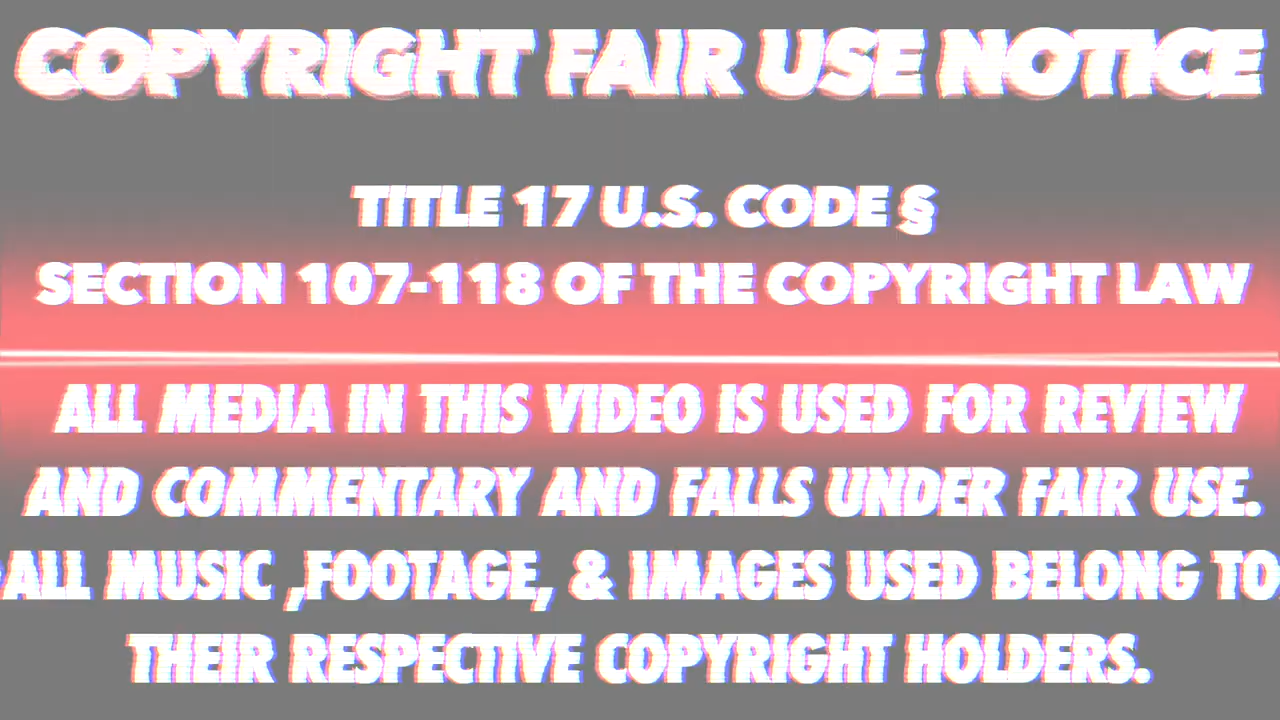 COPYRIGHT FAIR USE NOTICE
TITLE 17 U.S. CODE §
SECTION 107-118 OF THE COPYRIGHT LAW
ALL MEDIA IN THIS VIDEO IS USED FOR REVIEW
AND COMMENTARY AND FALLS UNDER FAIR USE.
ALL MUSIC ,FOOTAGE, & IMAGES USED BELONG TO
THEIR RESPECTIVE COPYRIGHT HOLDERS.